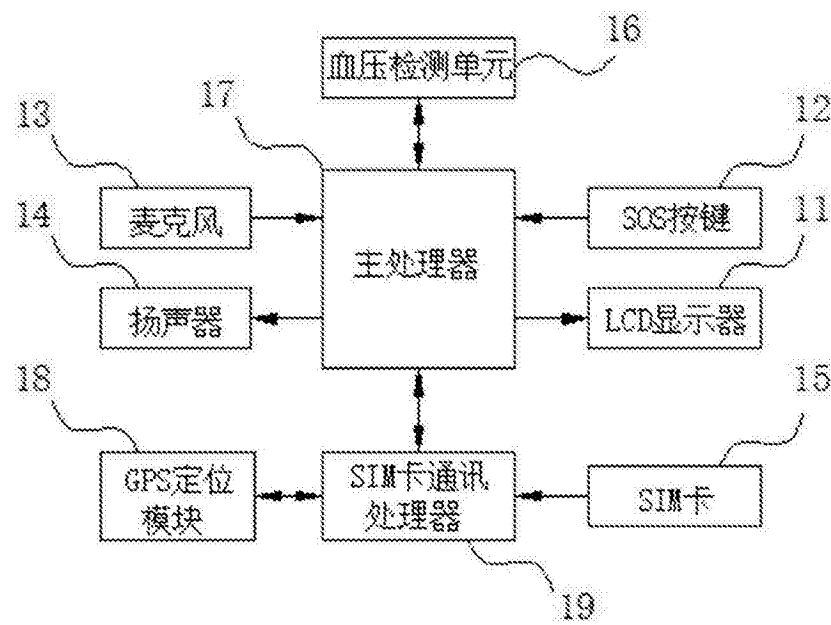 16
血压检测单元
17
13
12
麦克风
SOS按键
14
11
主处理器
扬声器
LCD显示器
18
15
GPS定位
模块
SIM卡通讯
处理器
SIM卡
19